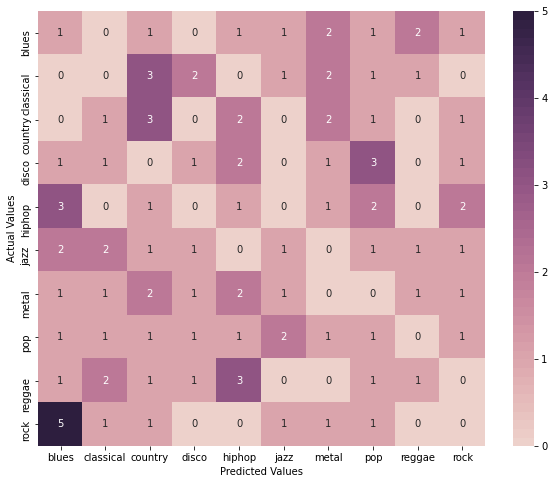 blues 1 0 1 0 1 1 2 1 2 1
classical 0 0 3 2 0 1 2 1 1 0
country 0 1 3 0 2 0 2 1 0 1
disco 1 1 0 1 2 0 1 3 0 1
hiphop 3 0 1 0 1 0 1 2 0 2
jazz 2 2 1 1 0 1 0 1 1 1
metal 1 1 2 1 2 1 0 0 1 1
pop 1 1 1 1 1 2 1 1 0 1
reggae 1 2 1 1 3 0 0 1 1 0
rock 5 1 1 0 0 1 1 1 0 0
blues classical country disco hiphop jazz metal pop reggae rock
Predicted Values
Actual Values
5
4
3
2
1
0